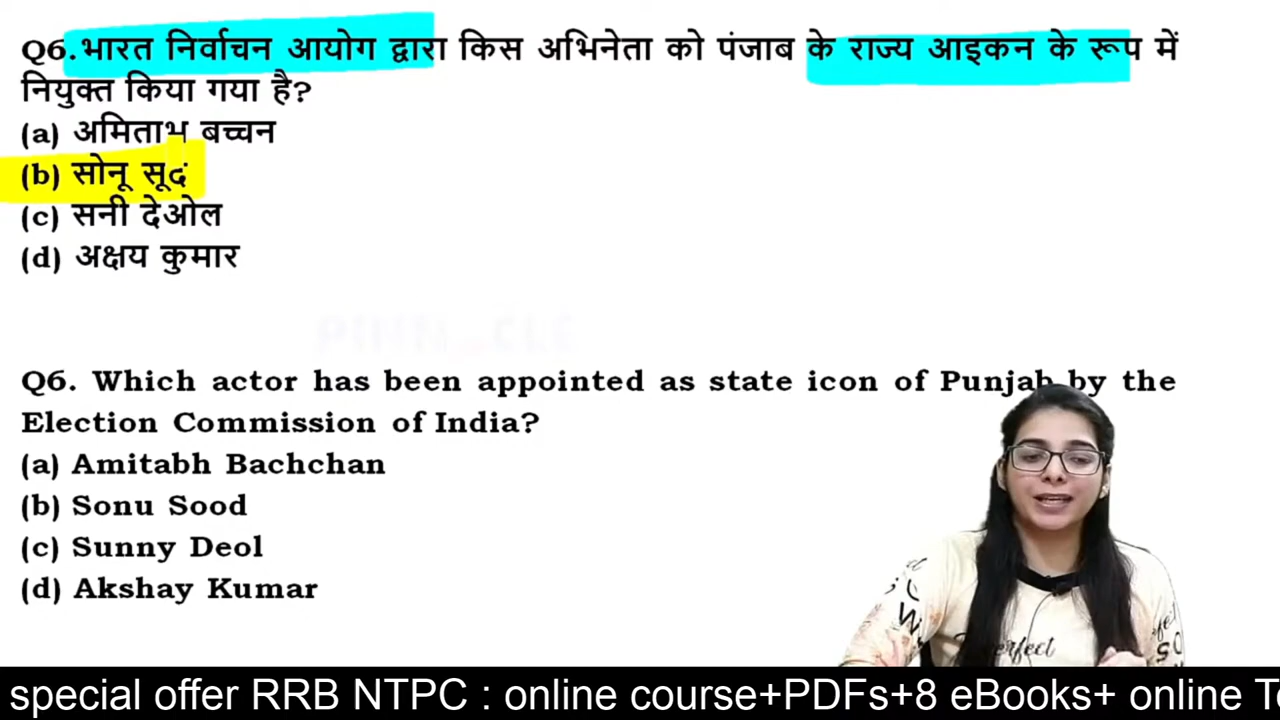 Q6.भारत निर्वाचन आयोग द्वारा किस अभिनेता को पंजाब के राज्य आइकन के रूप में
नियुक्त किया गया है?
(a) अमिताभ बच्चन
(b) सोनू सूद
(c) सनी देओल
(d) अक्षय कुमार
Q6. Which actor has been appointed as state icon of Punjab by the
Election Commission of India?
(a) Amitabh Bachchan
(b) Sonu Sood
(c) Sunny Deol
(d) Akshay Kumar
special offer RRB NTPC : online course+PDFs+8 eBooks+ online